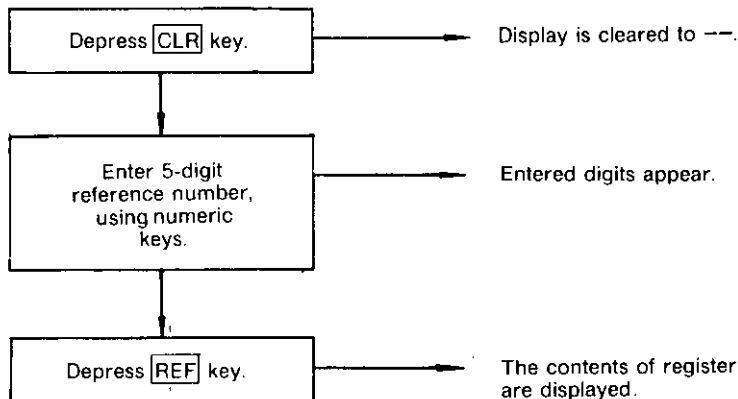 Depress CLR key.
Display is cleared to −−.
Enter 5-digit
reference number,
using numeric
keys.
Entered digits appear.
Depress REF key.
The contents of register
are displayed.